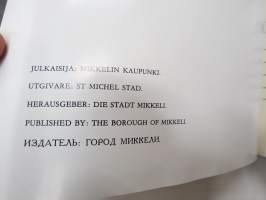 JULKAISIJA: MIKKELIN KAUPUNKI.
UTGIVARE: ST MICHEL STAD.
HERAUSGEBER: DIE STADT MIKKELI.
PUBLISHED BY: THE BOROUGH OF MIKKELI.
ИЗДАТЕЛЬ: ГОРОД МИККЕЛИ.